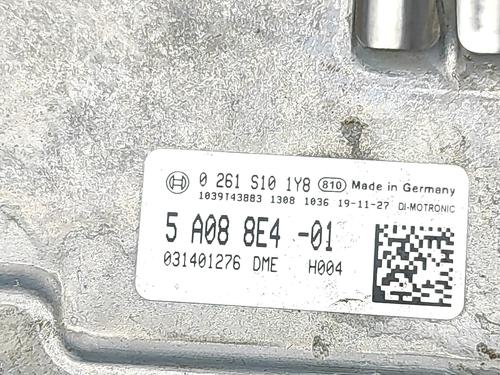 0 261 S10 1Y8 810 Made in Germany
1039T43883 1308 1036 19-11-27 DI-MOTRONIC
5 A08 8E4 -01
031401276 DME H004